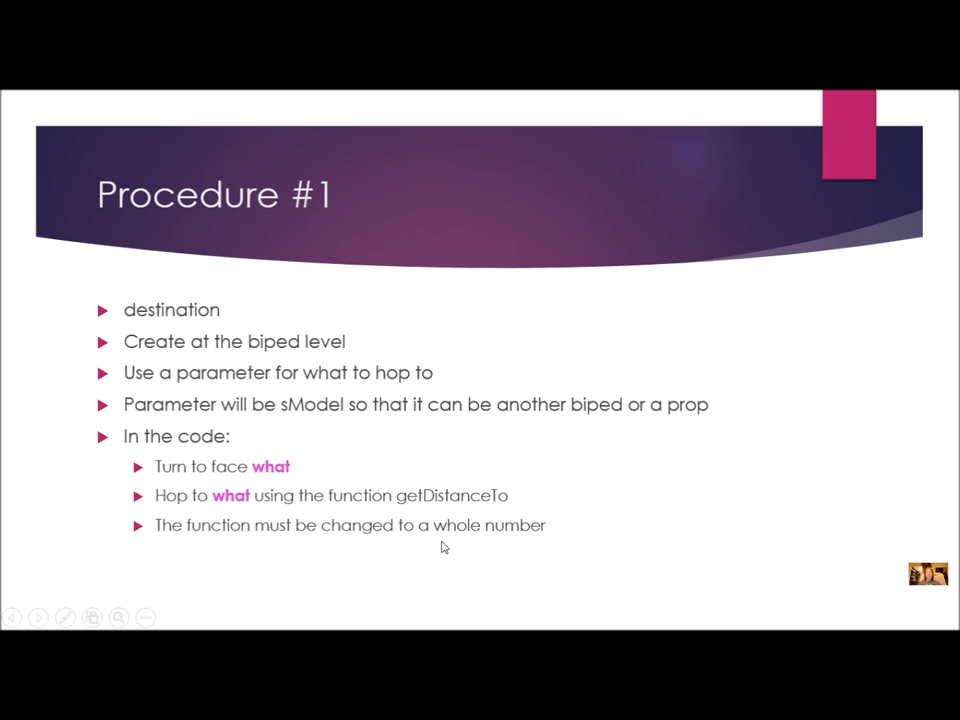 Procedure #1
destination
Create at the biped level
Use a parameter for what to hop to
Parameter will be sModel so that it can be another biped or a prop
In the code:
Turn to face what
Hop to what using the function getDistanceTo
The function must be changed to a whole number